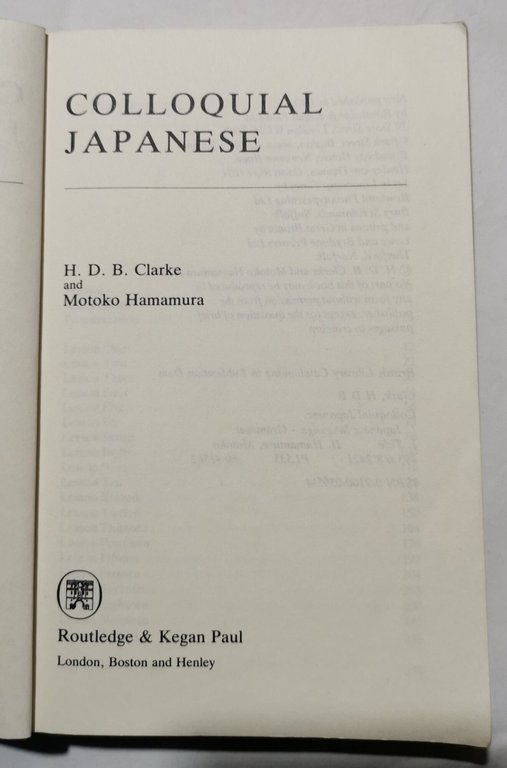 COLLOQUIAL
JAPANESE
H. D. B. Clarke
and
Motoko Hamamura
Routledge & Kegan Paul
London, Boston and Henley